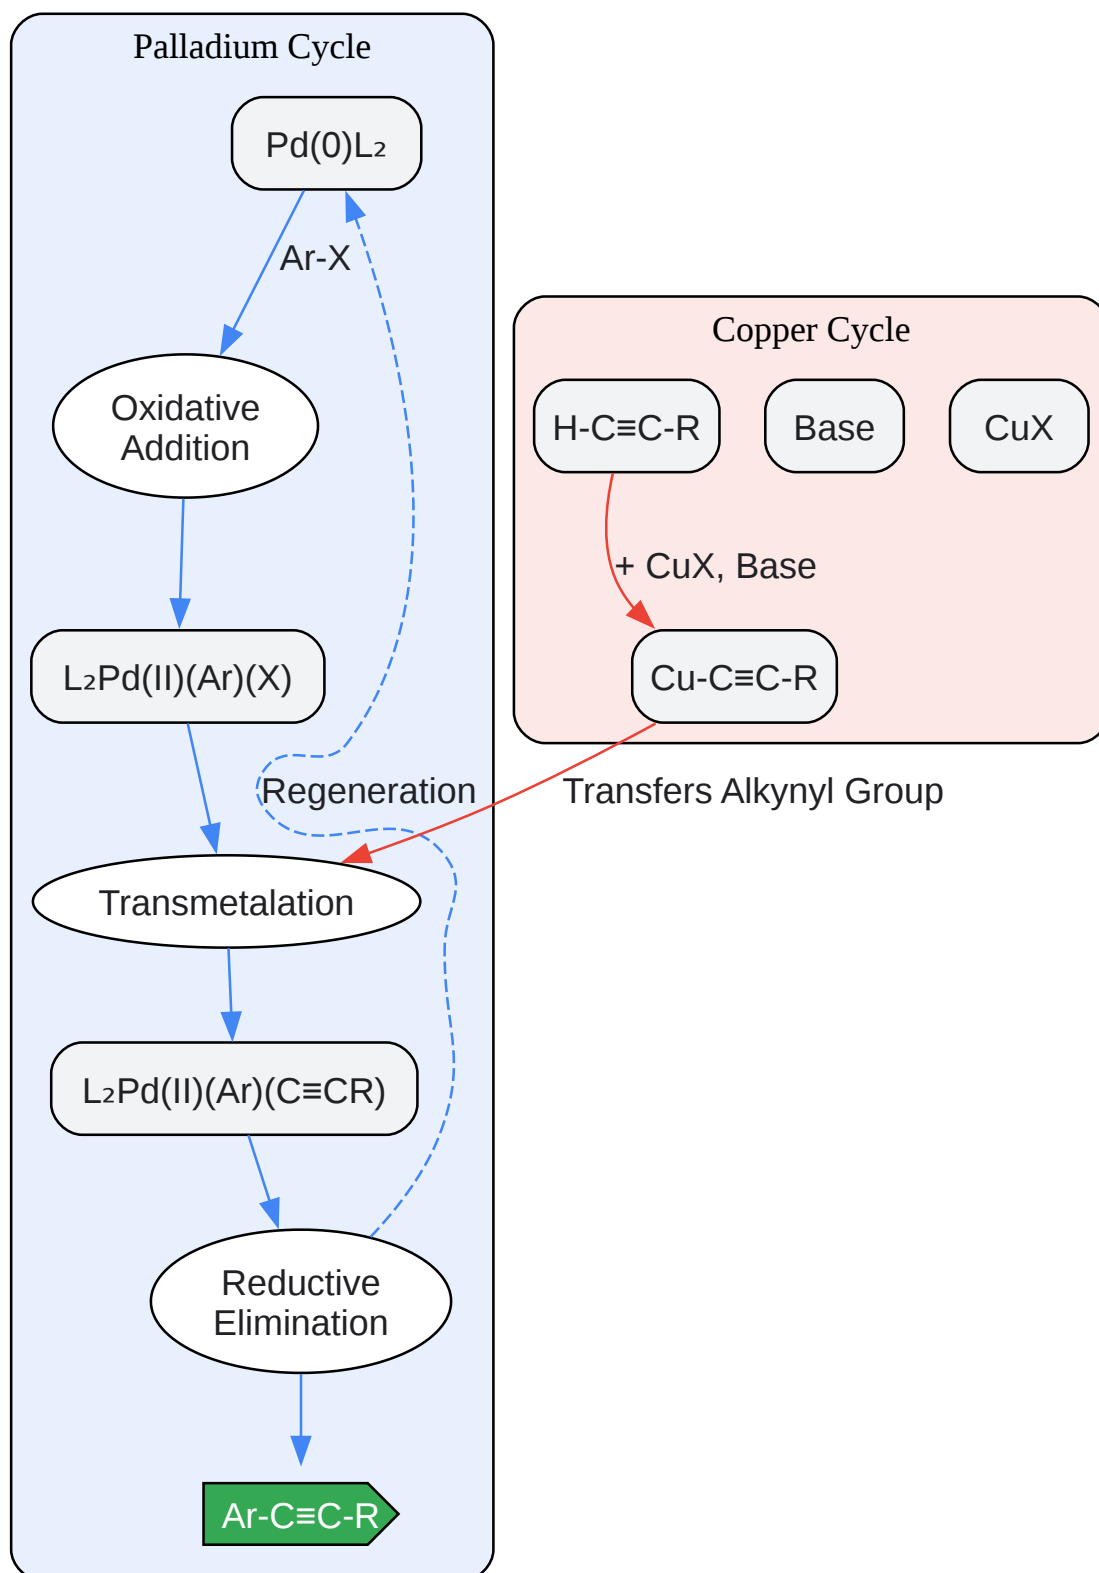 Palladium Cycle
Pd(0)L₂
Ar-X
Oxidative
Addition
L₂Pd(II)(Ar)(X)
Regeneration
Transmetalation
L₂Pd(II)(Ar)(C≡CR)
Reductive
Elimination
Ar-C≡C-R
Copper Cycle
H-C≡C-R
Base
CuX
+ CuX, Base
Cu-C≡C-R
Transfers Alkynyl Group